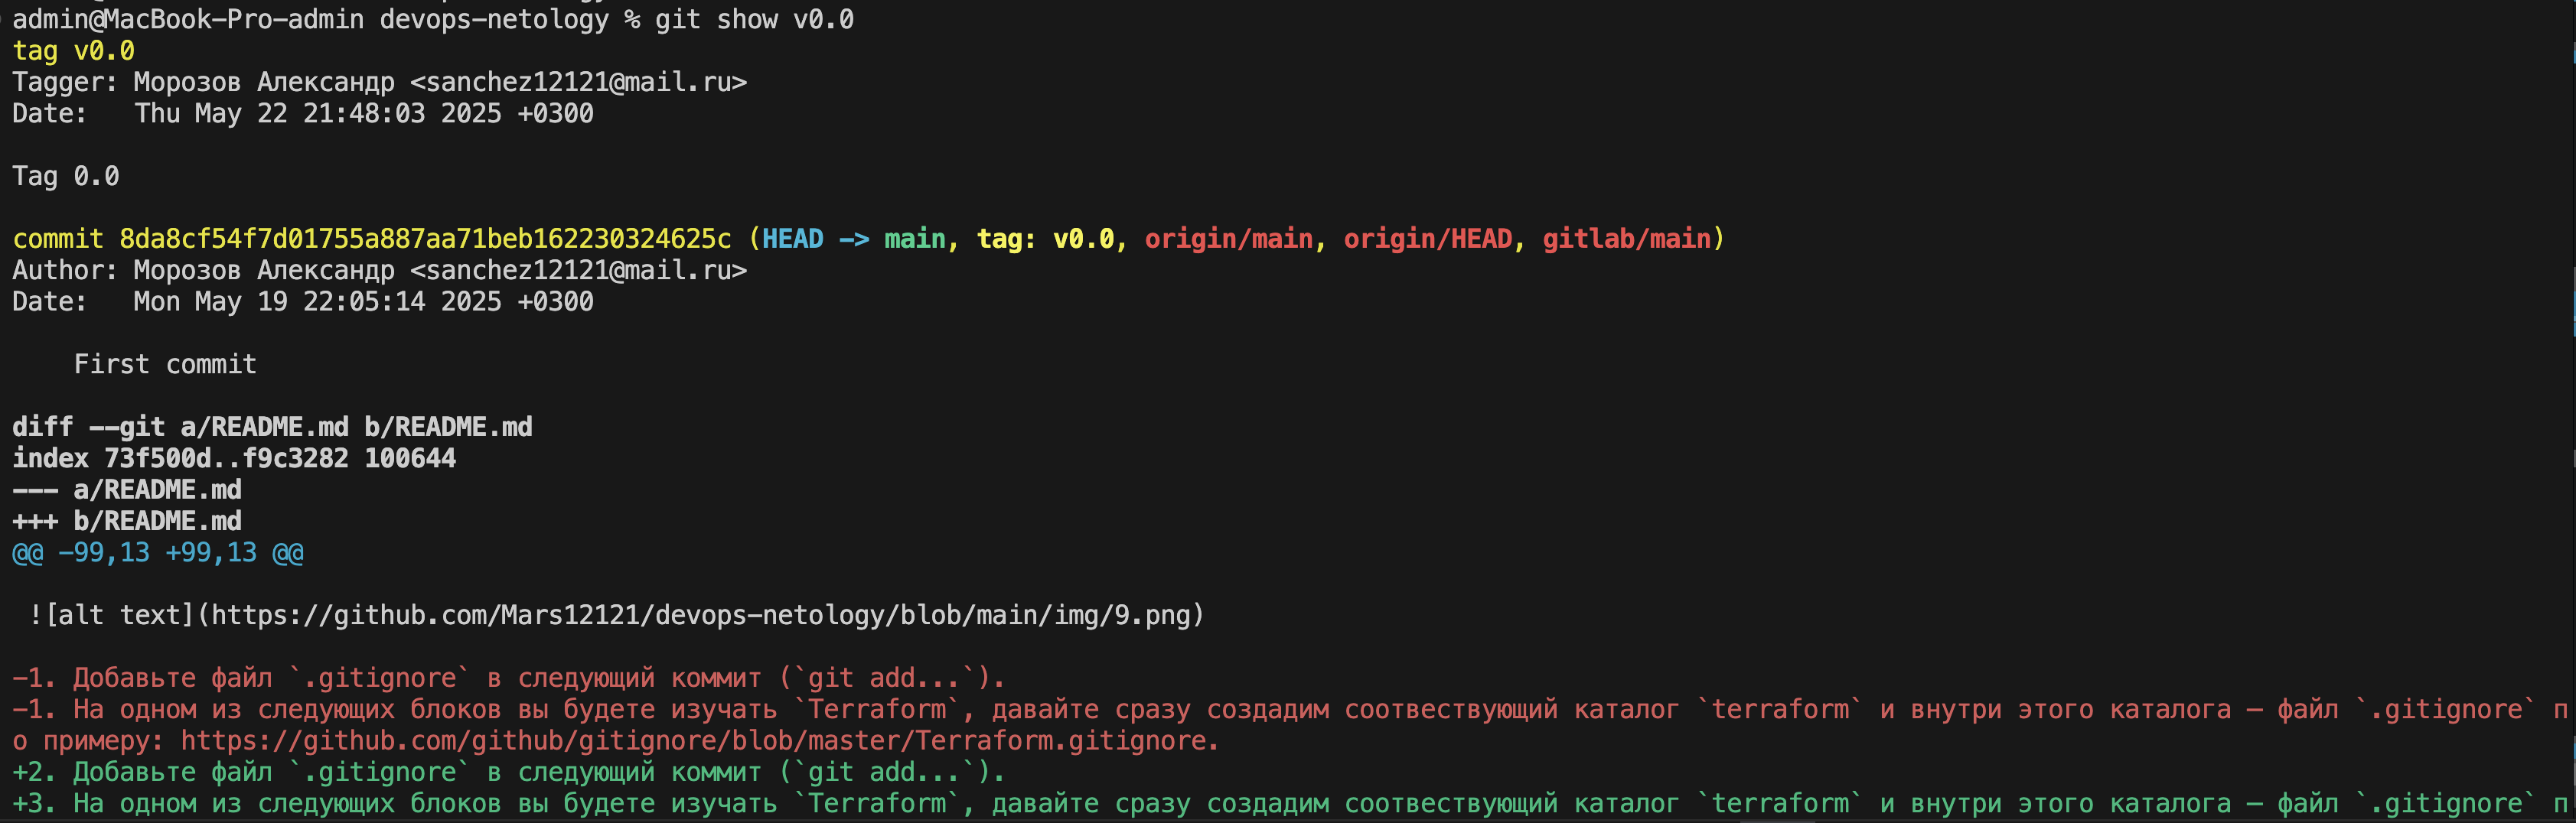 admin@MacBook-Pro-admin devops-netology % git show v0.0
tag v0.0
Tagger: Морозов Александр <sanchez12121@mail.ru>
Date:   Thu May 22 21:48:03 2025 +0300

Tag 0.0

commit 8da8cf54f7d01755a887aa71beb162230324625c (HEAD -> main, tag: v0.0, origin/main, origin/HEAD, gitlab/main)
Author: Морозов Александр <sanchez12121@mail.ru>
Date:   Mon May 19 22:05:14 2025 +0300

    First commit

diff --git a/README.md b/README.md
index 73f500d..f9c3282 100644
--- a/README.md
+++ b/README.md
@@ -99,13 +99,13 @@

 ![alt text](https://github.com/Mars12121/devops-netology/blob/main/img/9.png)

-1. Добавьте файл `.gitignore` в следующий коммит (`git add...`).
-1. На одном из следующих блоков вы будете изучать `Terraform`, давайте сразу создадим соотвествующий каталог `terraform` и внутри этого каталога — файл `.gitignore` п
о примеру: https://github.com/github/gitignore/blob/master/Terraform.gitignore.
+2. Добавьте файл `.gitignore` в следующий коммит (`git add...`).
+3. На одном из следующих блоков вы будете изучать `Terraform`, давайте сразу создадим соотвествующий каталог `terraform` и внутри этого каталога — файл `.gitignore` п